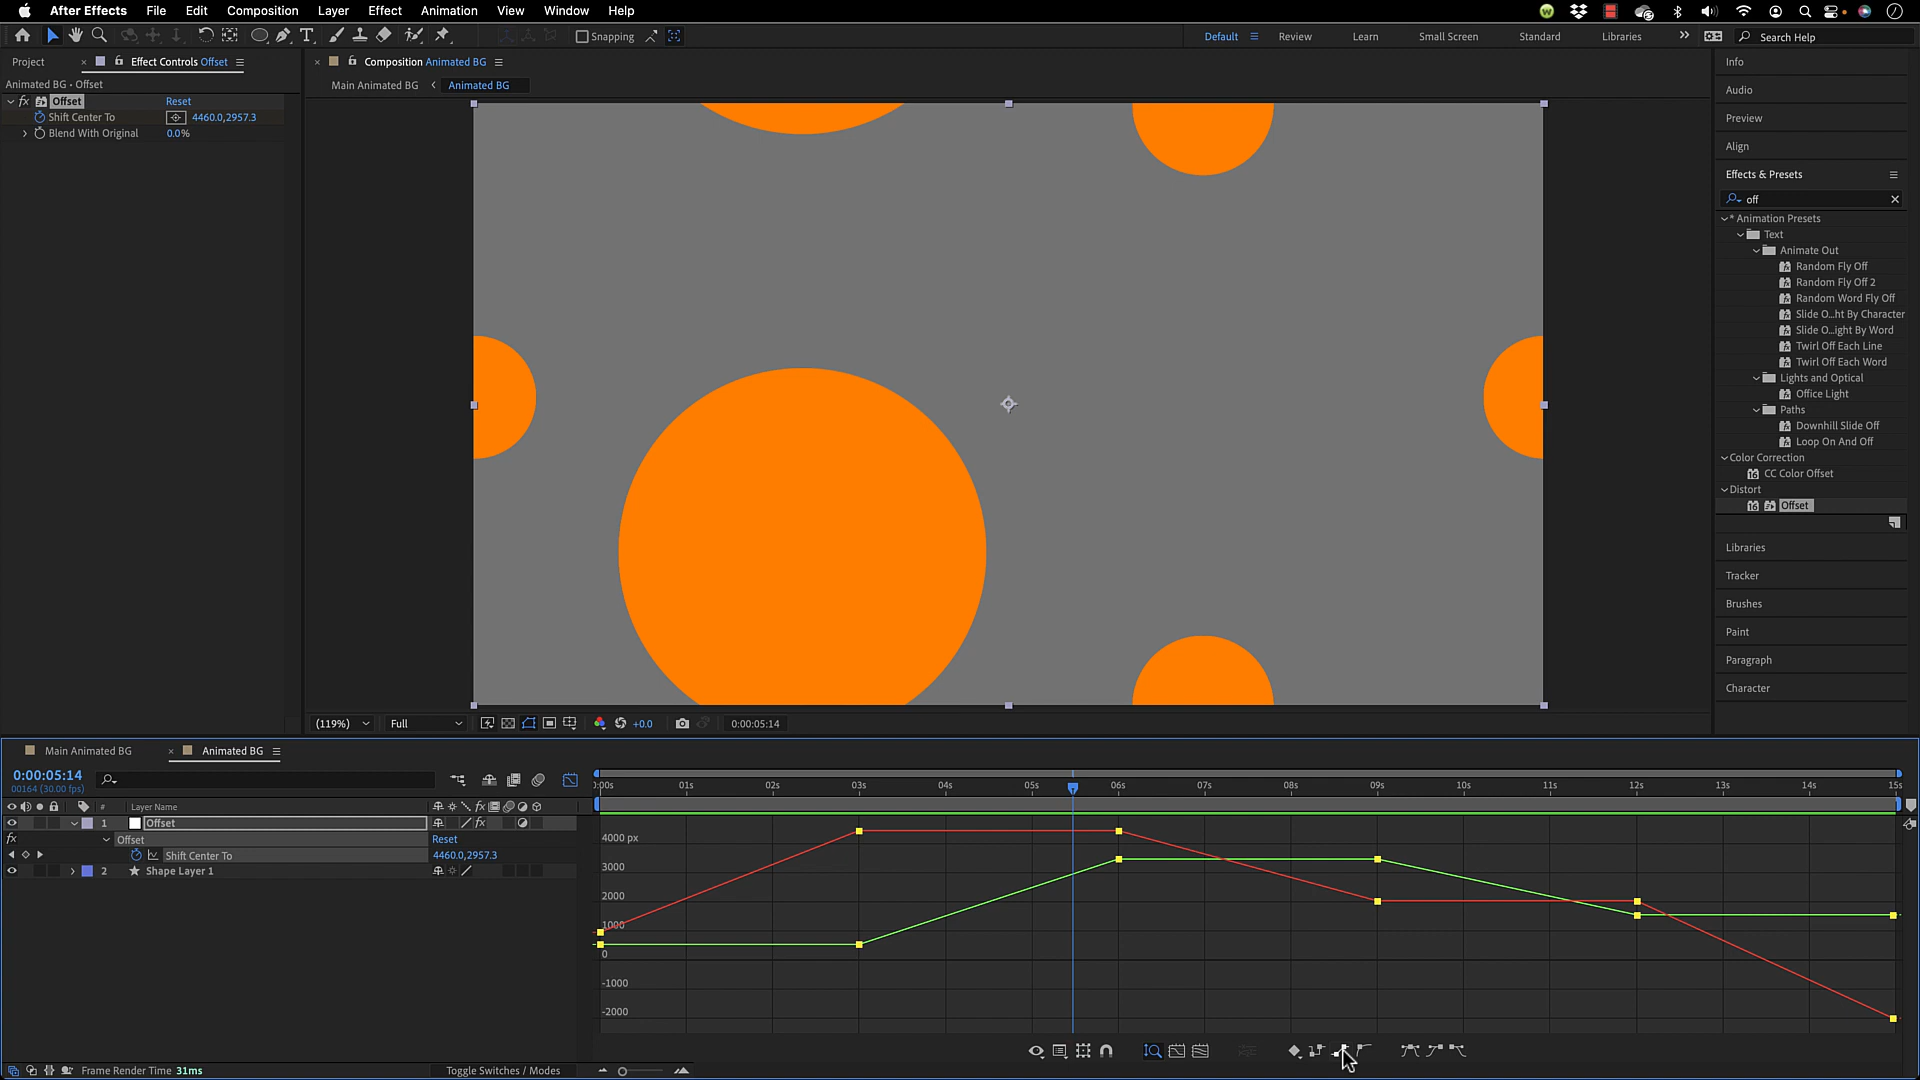 After Effects File Edit Composition Layer Effect Animation View Window Help
Snapping Default Review Learn Small Screen Standard Libraries Search Help
Project Effect Controls Offset
Animated BG • Offset
fx Offset Reset
Shift Center To 4460.0,2957.3
Blend With Original 0.0%
Composition Animated BG
Main Animated BG Animated BG
(119%) Full +0.0 0:00:05:14
Info
Audio
Preview
Align
Effects & Presets
off
* Animation Presets
Text
Animate Out
Random Fly Off
Random Fly Off 2
Random Word Fly Off
Slide O...ht By Character
Slide O...ight By Word
Twirl Off Each Line
Twirl Off Each Word
Lights and Optical
Office Light
Paths
Downhill Slide Off
Loop On And Off
Color Correction
CC Color Offset
Distort
Offset
Libraries
Tracker
Brushes
Paint
Paragraph
Character
Main Animated BG Animated BG
0:00:05:14
00164 (30.00 fps)
# Layer Name
1 Offset
Offset Reset
Shift Center To 4460.0,2957.3
2 Shape Layer 1
0:00s 01s 02s 03s 04s 05s 06s 07s 08s 09s 10s 11s 12s 13s 14s 15s
4000 px
3000
2000
1000
0
-1000
-2000
Frame Render Time 31ms Toggle Switches / Modes